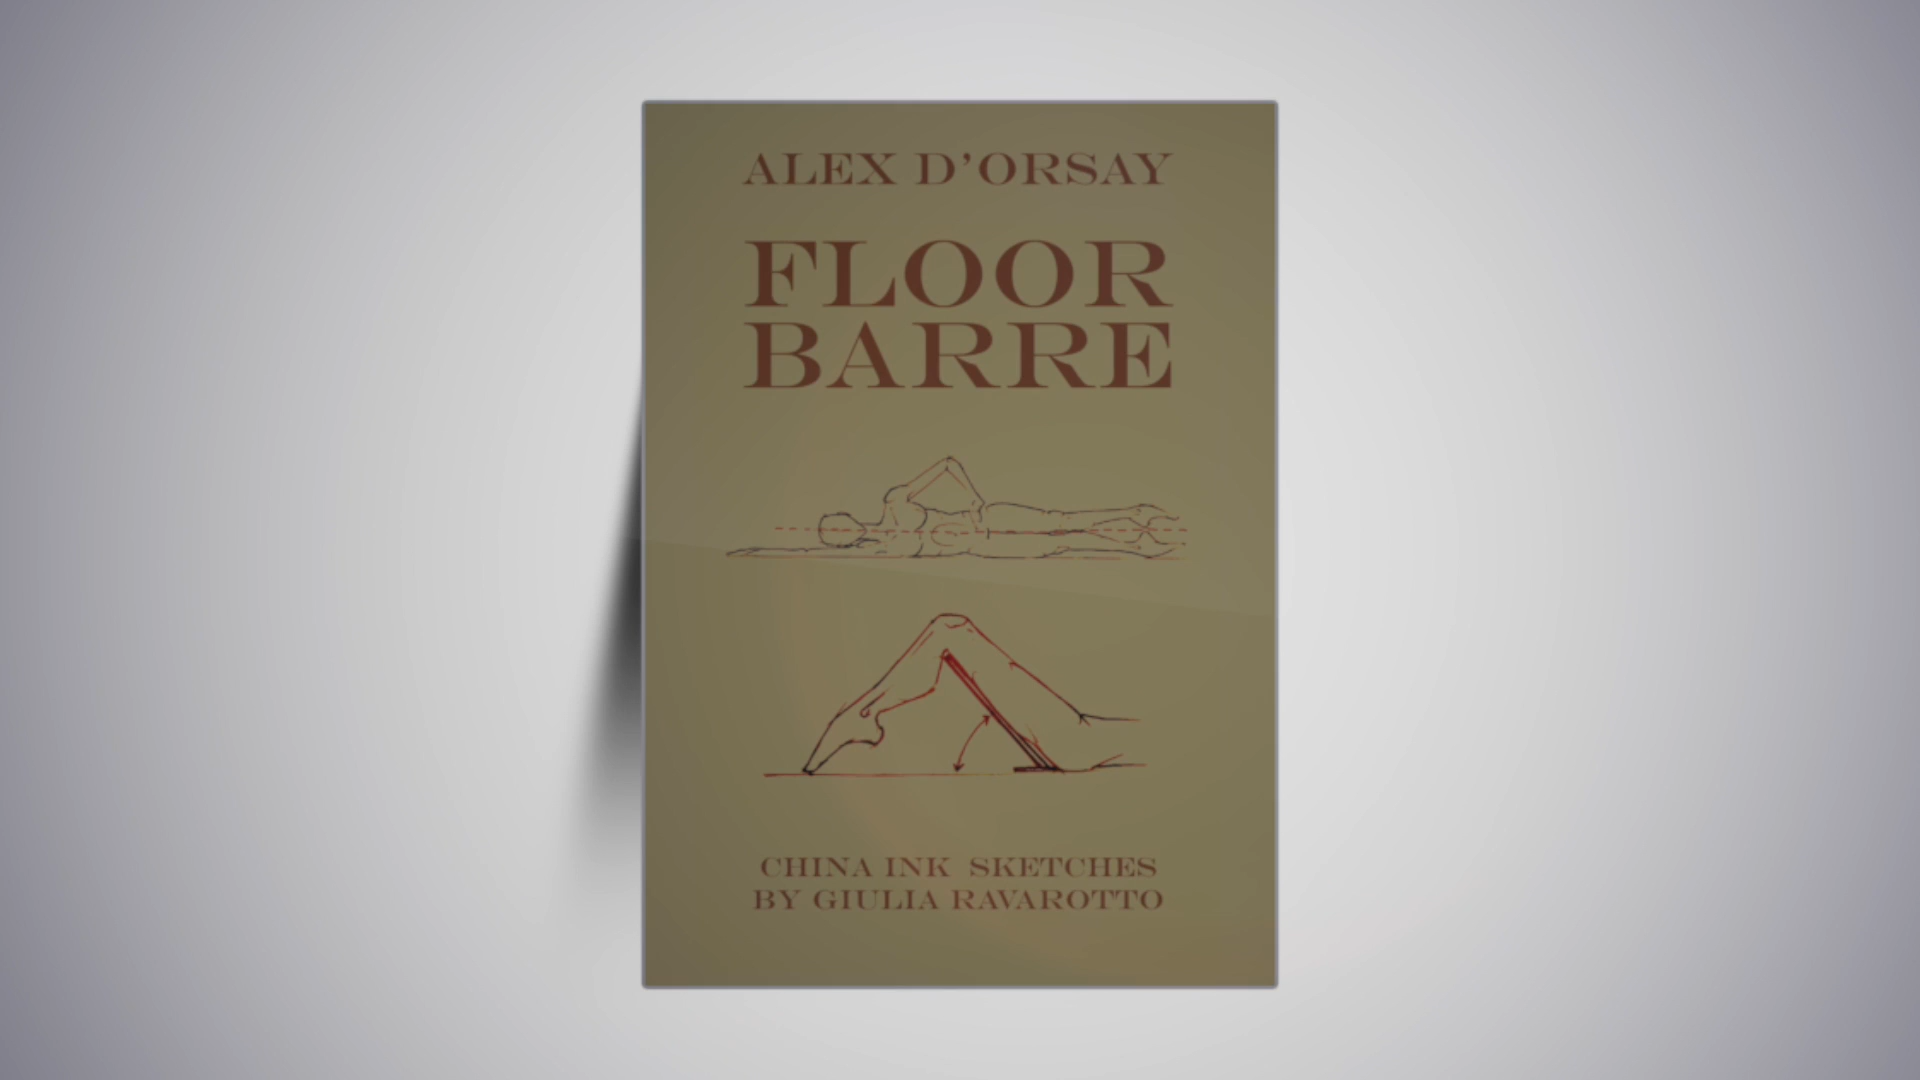 ALEX D'ORSAY
FLOOR
BARRE
CHINA INK SKETCHES
BY GIULIA RAVAROTTO